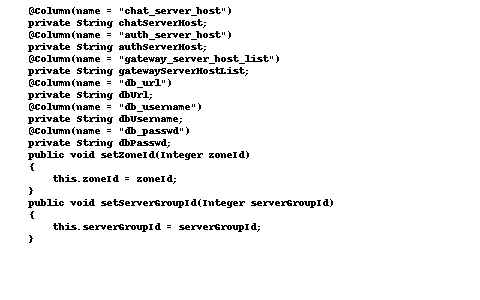 @Column(name = "chat_server_host")
private String chatServerHost;
@Column(name = "auth_server_host")
private String authServerHost;
@Column(name = "gateway_server_host_list")
private String gatewayServerHostList;
@Column(name = "db_url")
private String dbUrl;
@Column(name = "db_username")
private String dbUsername;
@Column(name = "db_passwd")
private String dbPasswd;
public void setZoneId(Integer zoneId)
{
this.zoneId = zoneId;
}
public void setServerGroupId(Integer serverGroupId)
{
this.serverGroupId = serverGroupId;
}